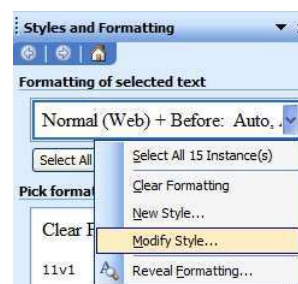 Styles and Formatting
Formatting of selected text
Normal (Web) + Before: Auto,
Select All
Select All 15 Instance(s)
Clear Formatting
New Style...
Modify Style...
Reveal Formatting...
Pick format
Clear F
11v1